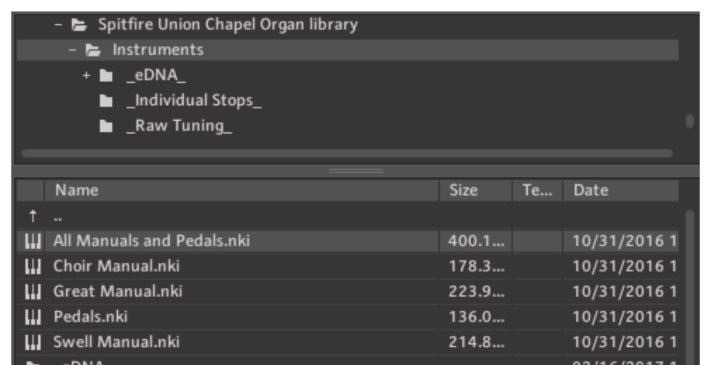 Spitfire Union Chapel Organ library
Instruments
_eDNA_
_Individual Stops_
_Raw Tuning_
Name Size Te... Date
..
All Manuals and Pedals.nki 400.1... 10/31/2016 1
Choir Manual.nki 178.3... 10/31/2016 1
Great Manual.nki 223.9... 10/31/2016 1
Pedals.nki 136.0... 10/31/2016 1
Swell Manual.nki 214.8... 10/31/2016 1